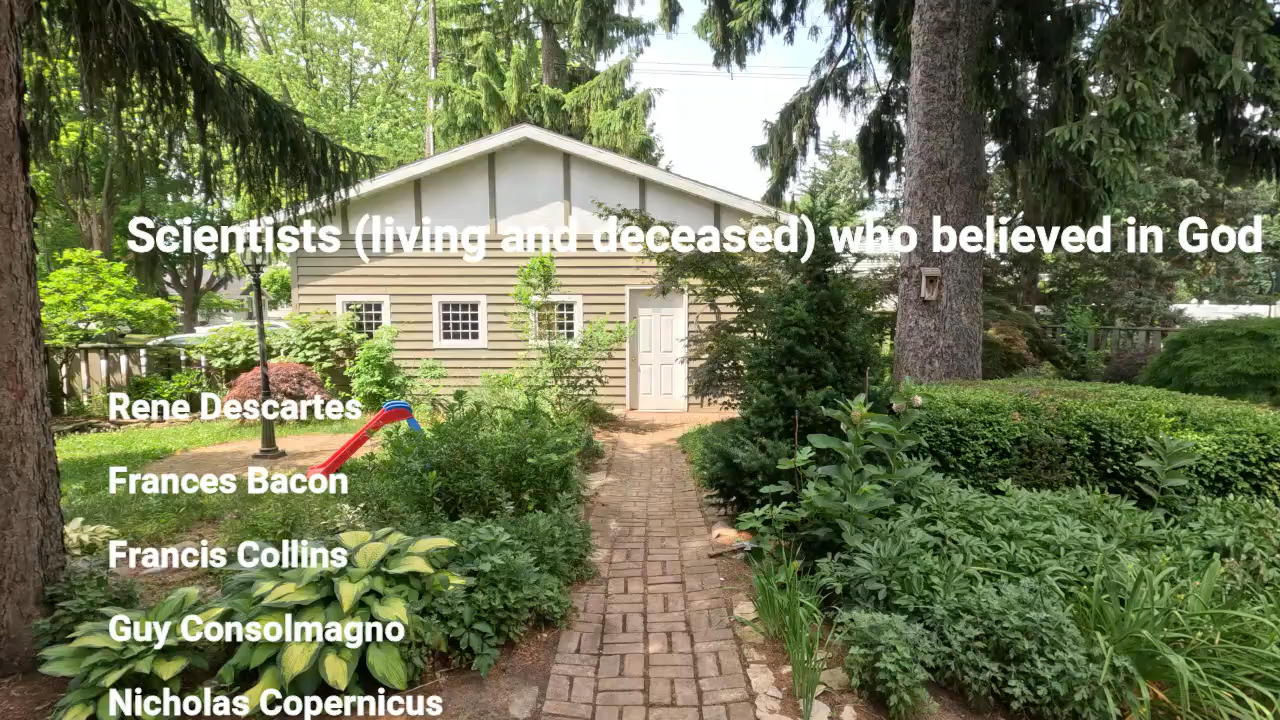 Scientists (living and deceased) who believed in God
Rene Descartes
Frances Bacon
Francis Collins
Guy Consolmagno
Nicholas Copernicus